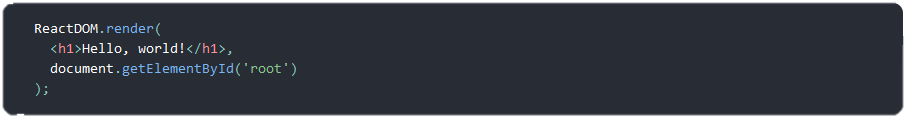 ReactDOM.render(
  <h1>Hello, world!</h1>,
  document.getElementById('root')
);